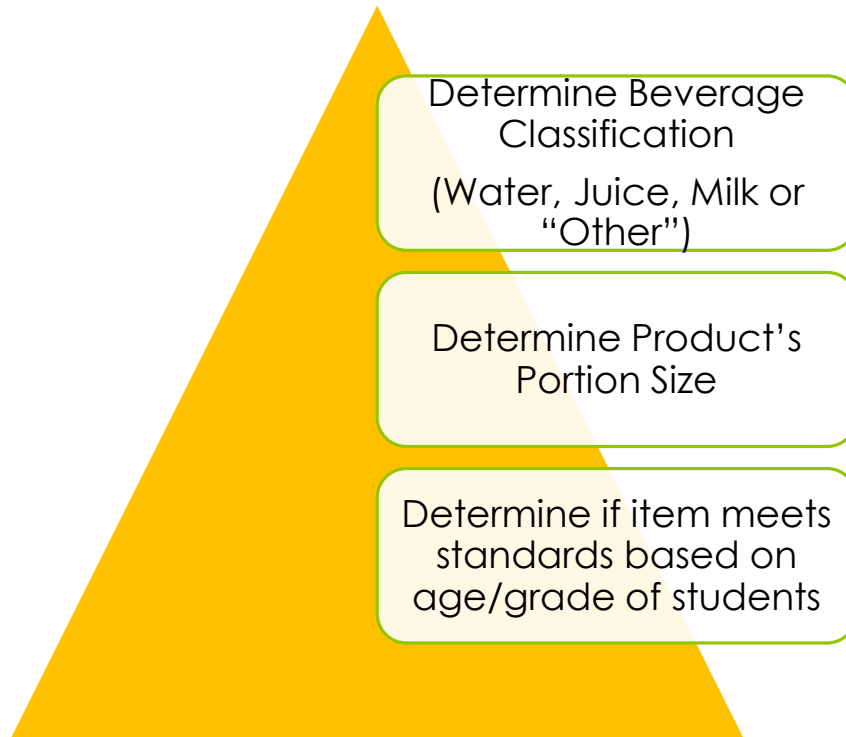 Determine Beverage
Classification
(Water, Juice, Milk or
“Other”)
Determine Product’s
Portion Size
Determine if item meets
standards based on
age/grade of students